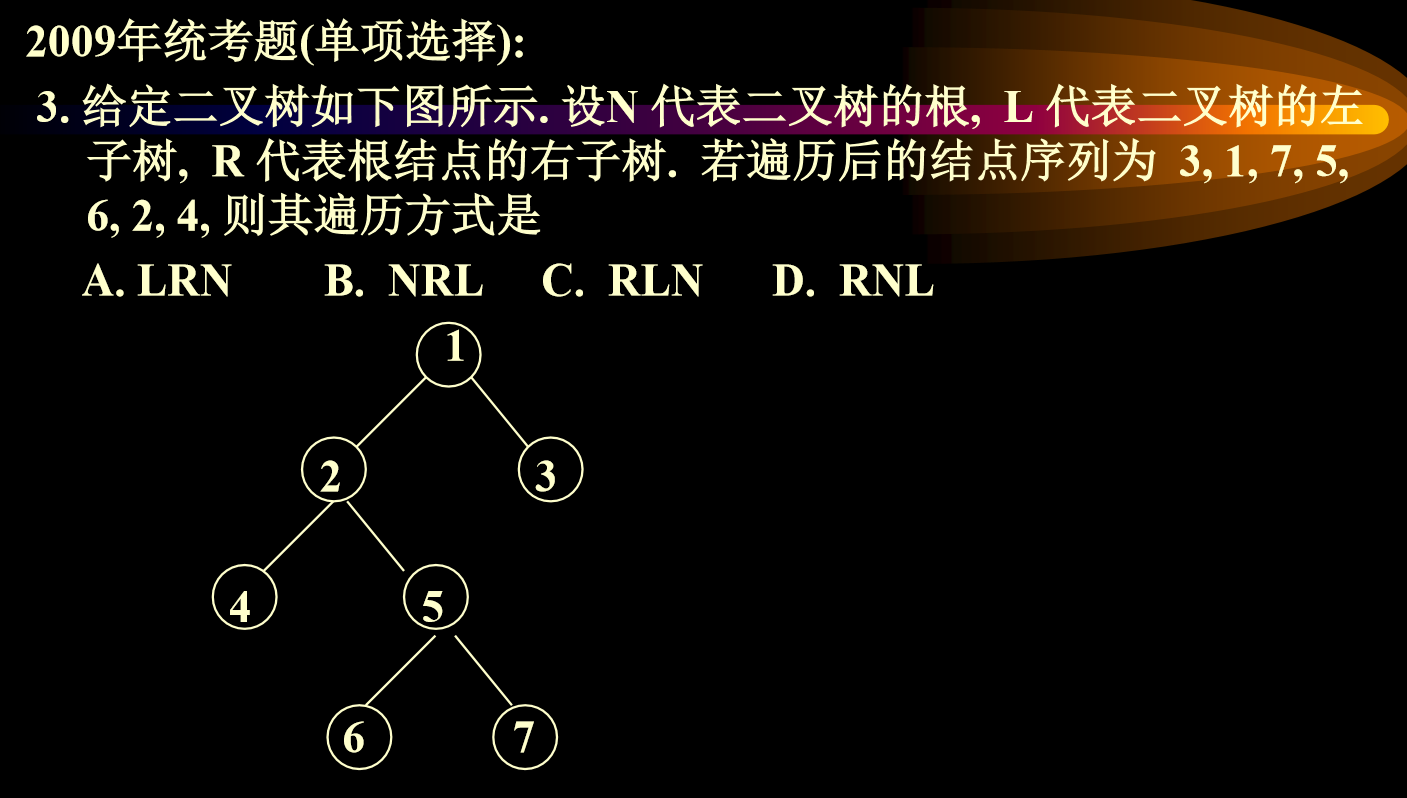 2009年统考题(单项选择):
3. 给定二叉树如下图所示. 设N 代表二叉树的根, L 代表二叉树的左
子树, R 代表根结点的右子树. 若遍历后的结点序列为 3, 1, 7, 5,
6, 2, 4, 则其遍历方式是
A. LRN B. NRL C. RLN D. RNL
1
2 3
4 5
6 7